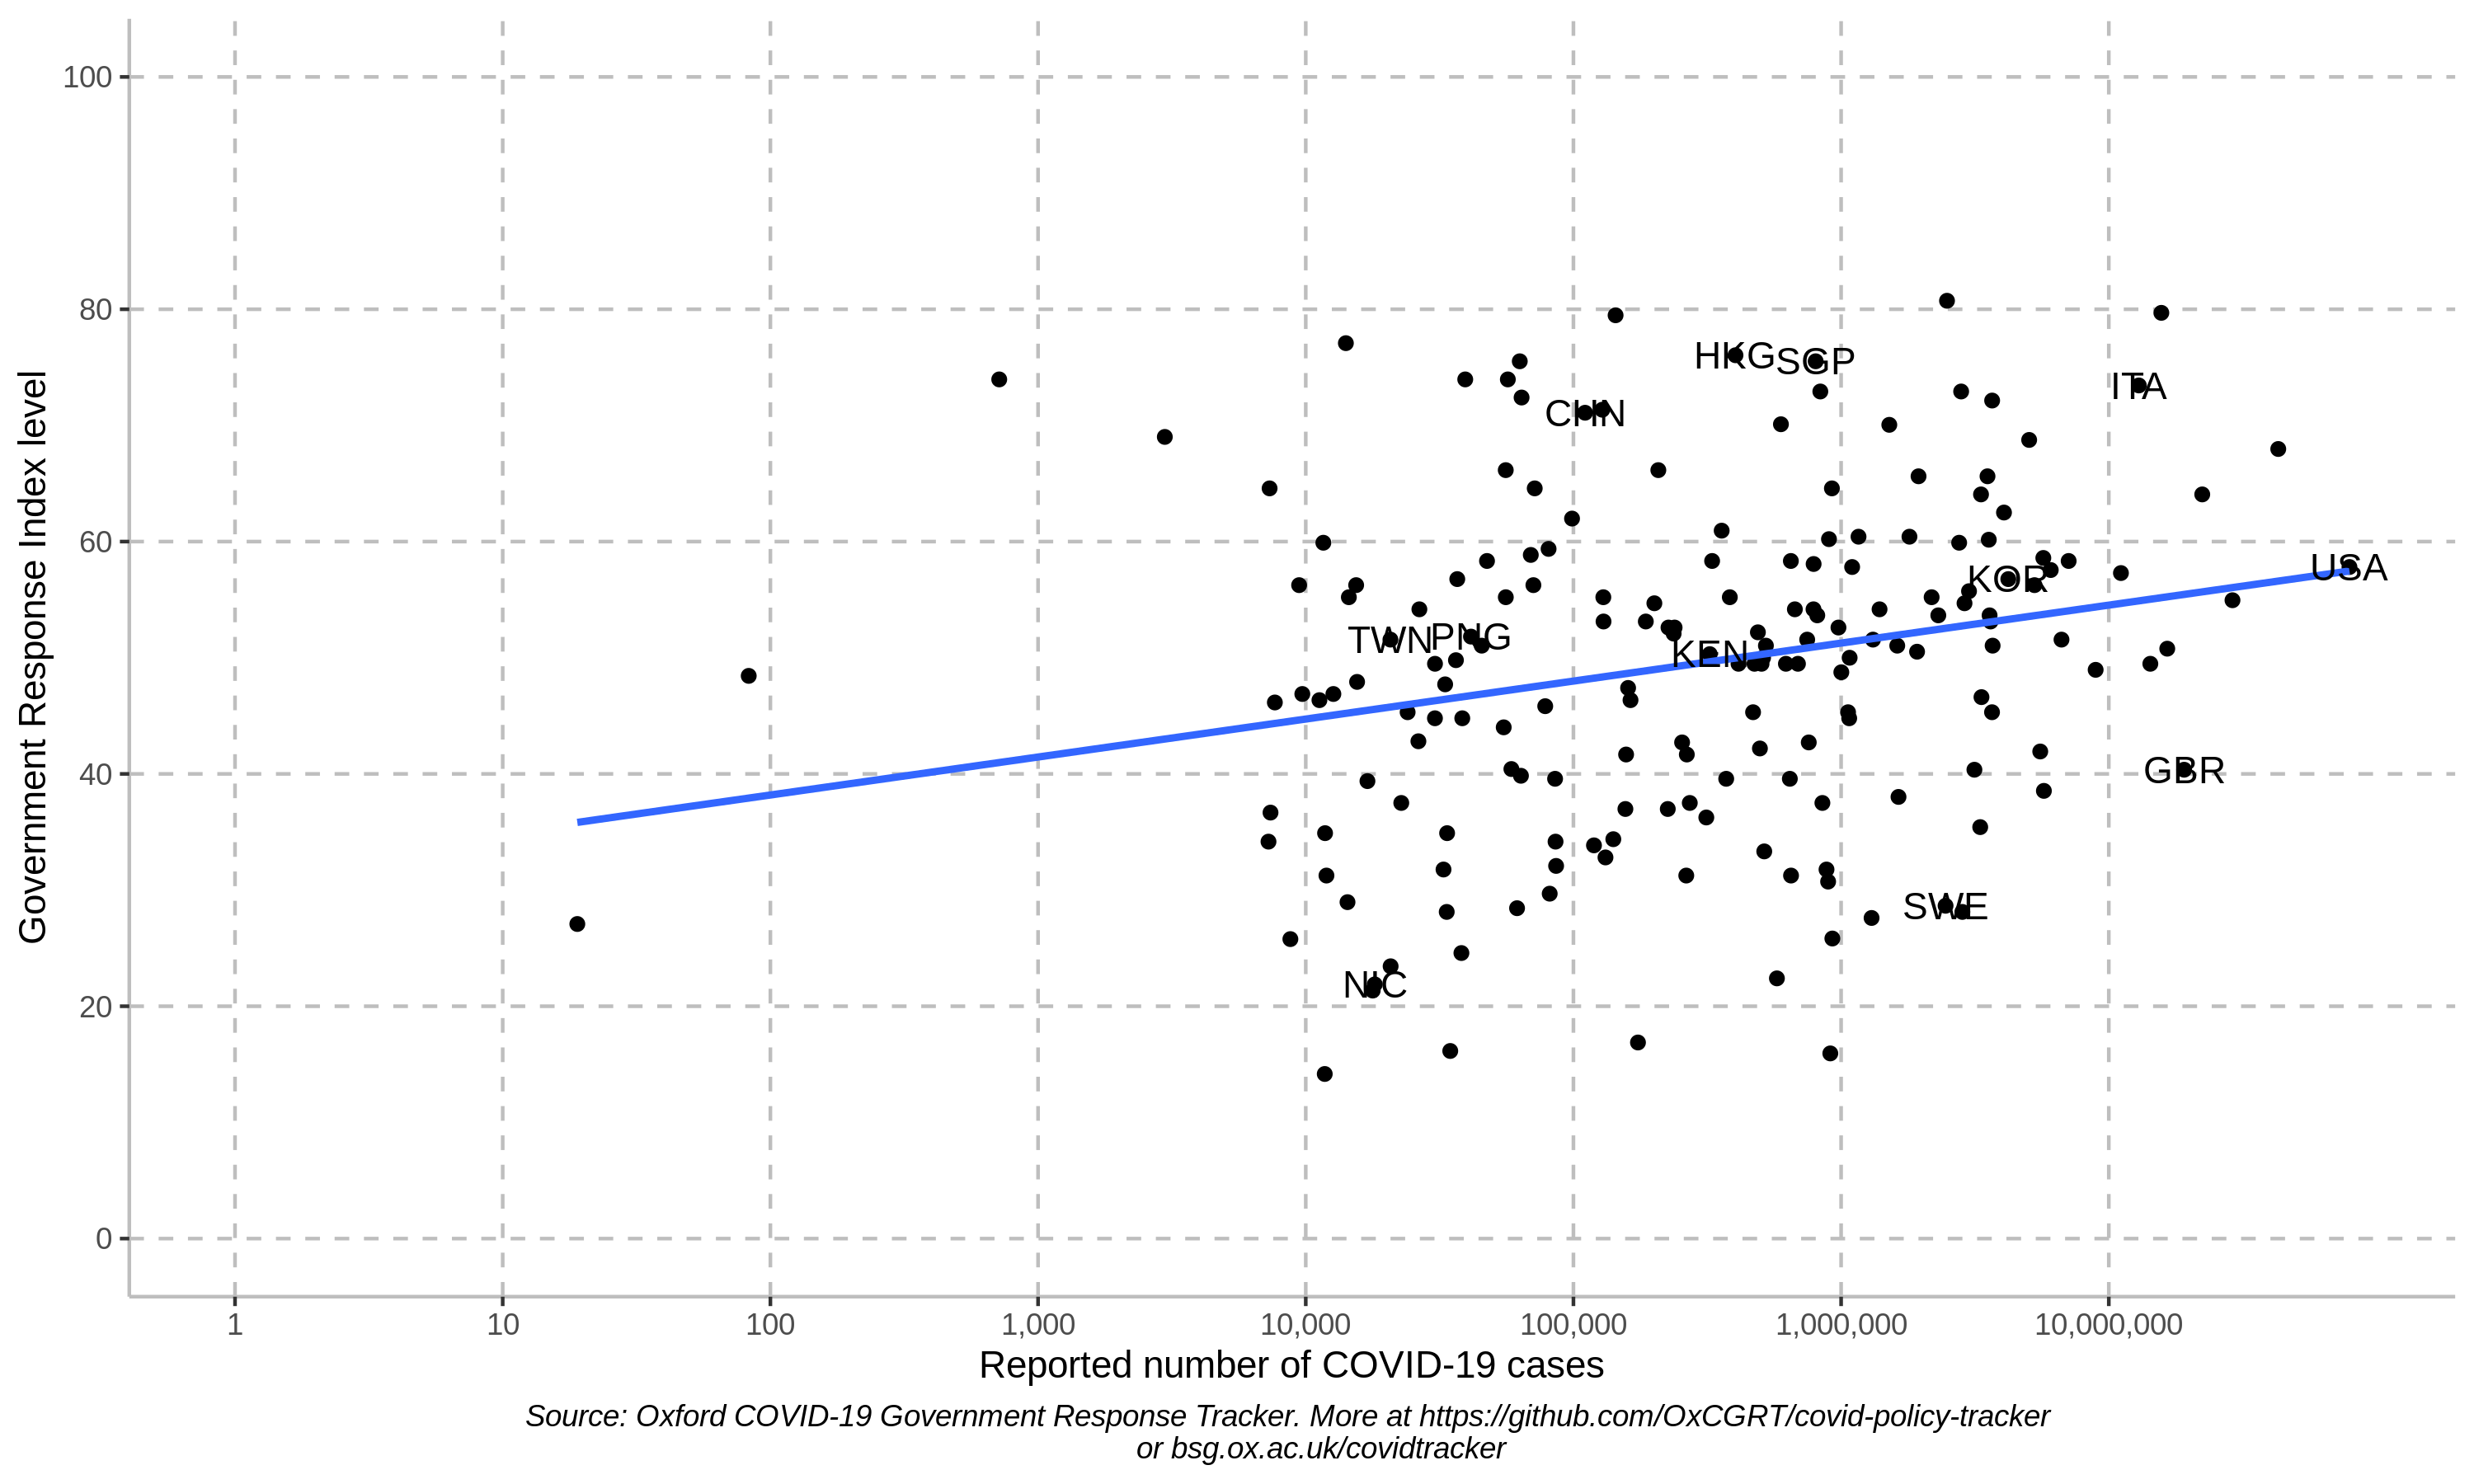 Government Response Index level
100
80
60
40
20
0
HKG
SGP
ITA
CHN
USA
KOR
TWN
PNG
KEN
GBR
SWE
NIC
1
10
100
1,000
10,000
100,000
1,000,000
10,000,000
Reported number of COVID-19 cases
Source: Oxford COVID-19 Government Response Tracker. More at https://github.com/OxCGRT/covid-policy-tracker
or bsg.ox.ac.uk/covidtracker